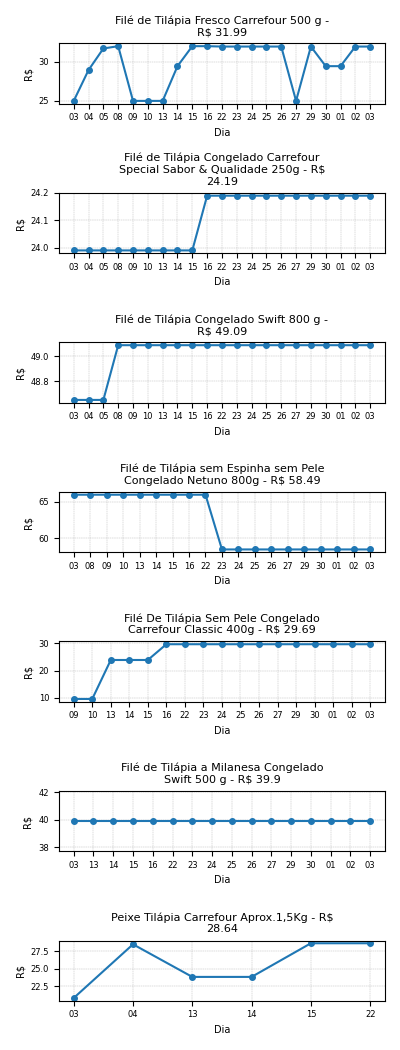 Filé de Tilápia Fresco Carrefour 500 g -
R$ 31.99
30
25
R$
03 04 05 08 09 10 13 14 15 16 22 23 24 25 26 27 29 30 01 02 03
Dia
Filé de Tilápia Congelado Carrefour
Special Sabor & Qualidade 250g - R$
24.19
24.2
24.1
24.0
R$
03 04 05 08 09 10 13 14 15 16 22 23 24 25 26 27 29 30 01 02 03
Dia
Filé de Tilápia Congelado Swift 800 g -
R$ 49.09
49.0
48.8
R$
03 04 05 08 09 10 13 14 15 16 22 23 24 25 26 27 29 30 01 02 03
Dia
Filé de Tilápia sem Espinha sem Pele
Congelado Netuno 800g - R$ 58.49
65
60
R$
03 08 09 10 13 14 15 16 22 23 24 25 26 27 29 30 01 02 03
Dia
Filé De Tilápia Sem Pele Congelado
Carrefour Classic 400g - R$ 29.69
30
20
10
R$
09 10 13 14 15 16 22 23 24 25 26 27 29 30 01 02 03
Dia
Filé de Tilápia a Milanesa Congelado
Swift 500 g - R$ 39.9
42
40
38
R$
03 13 14 15 16 22 23 24 25 26 27 29 30 01 02 03
Dia
Peixe Tilápia Carrefour Aprox.1,5Kg - R$
28.64
27.5
25.0
22.5
R$
03 04 13 14 15 22
Dia